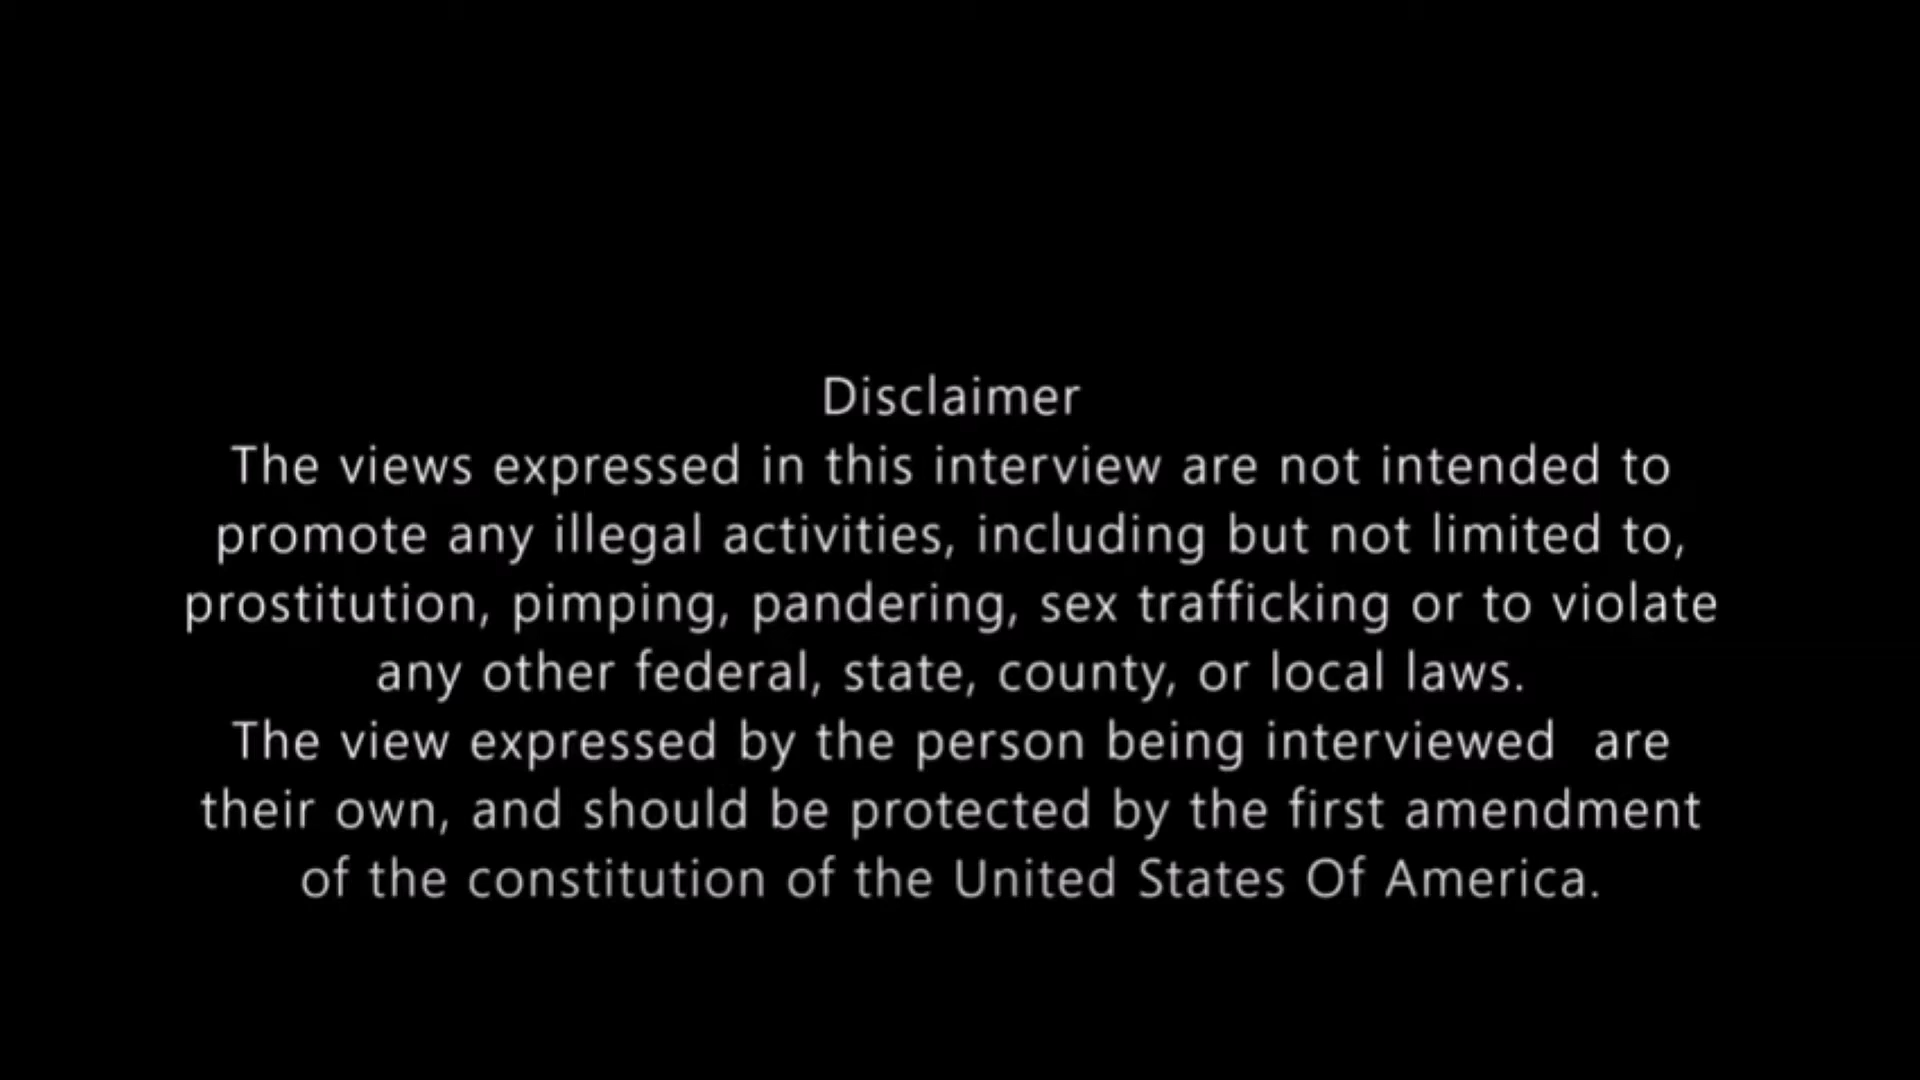 Disclaimer
The views expressed in this interview are not intended to
promote any illegal activities, including but not limited to,
prostitution, pimping, pandering, sex trafficking or to violate
any other federal, state, county, or local laws.
The view expressed by the person being interviewed  are
their own, and should be protected by the first amendment
of the constitution of the United States Of America.